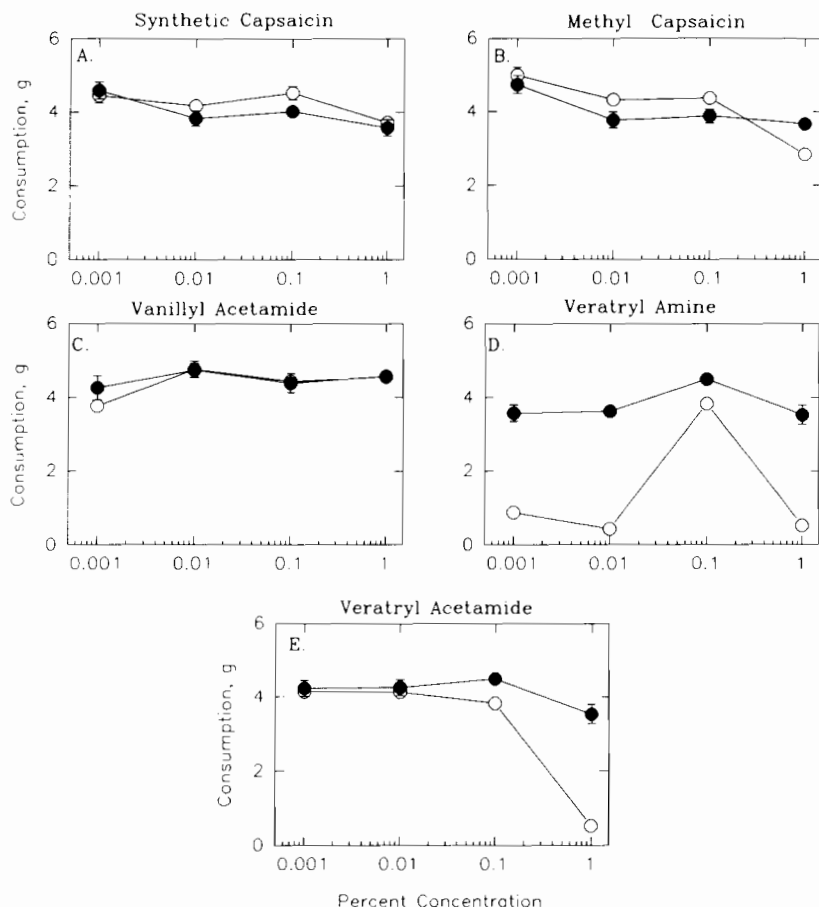 Synthetic Capsaicin
Methyl Capsaicin
A.
B.
Consumption, g
6
4
2
0
0.001 0.01 0.1 1
Consumption, g
6
4
2
0
0.001 0.01 0.1 1
Vanillyl Acetamide
Veratryl Amine
C.
D.
Consumption, g
6
4
2
0
0.001 0.01 0.1 1
6
4
2
0
0.001 0.01 0.1 1
Veratryl Acetamide
E.
Consumption, g
6
4
2
0
0.001 0.01 0.1 1
Percent Concentration